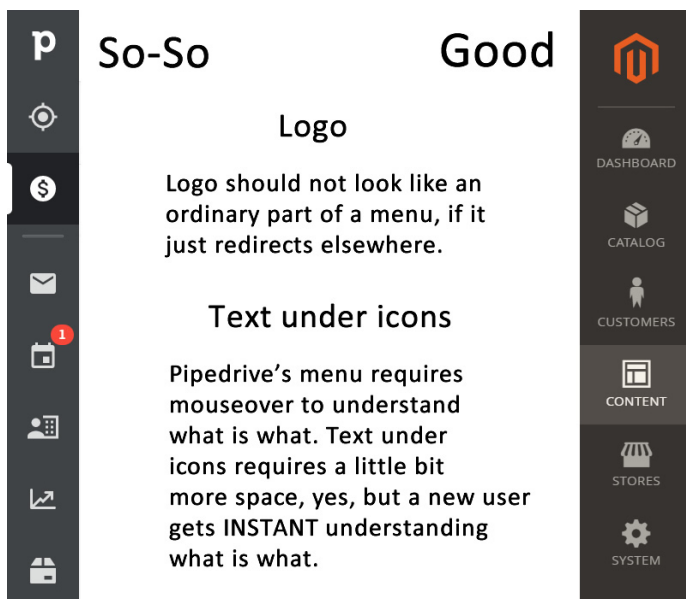 p
So-So
Good
Logo
Logo should not look like an
ordinary part of a menu, if it
just redirects elsewhere.
Text under icons
Pipedrive's menu requires
mouseover to understand
what is what. Text under
icons requires a little bit
more space, yes, but a new user
gets INSTANT understanding
what is what.
$
1
DASHBOARD
CATALOG
CUSTOMERS
CONTENT
STORES
SYSTEM